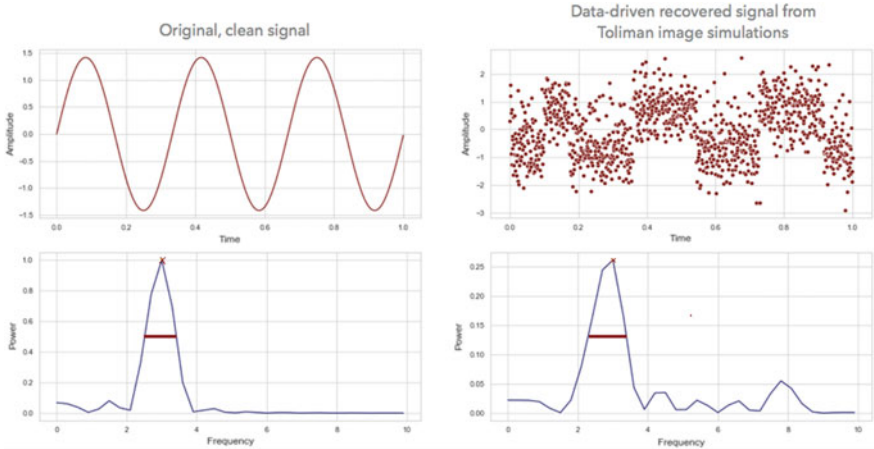 Original, clean signal
1.5
1.0
0.5
0.0
−0.5
−1.0
−1.5
Amplitude
0.0 0.2 0.4 0.6 0.8 1.0
Time
Data-driven recovered signal from
Toliman image simulations
2
1
0
−1
−2
−3
Amplitude
0.0 0.2 0.4 0.6 0.8 1.0
Time
1.0
0.8
0.6
0.4
0.2
0.0
Power
0 2 4 6 8 10
Frequency
0.25
0.20
0.15
0.10
0.05
0.00
Power
0 2 4 6 8 10
Frequency